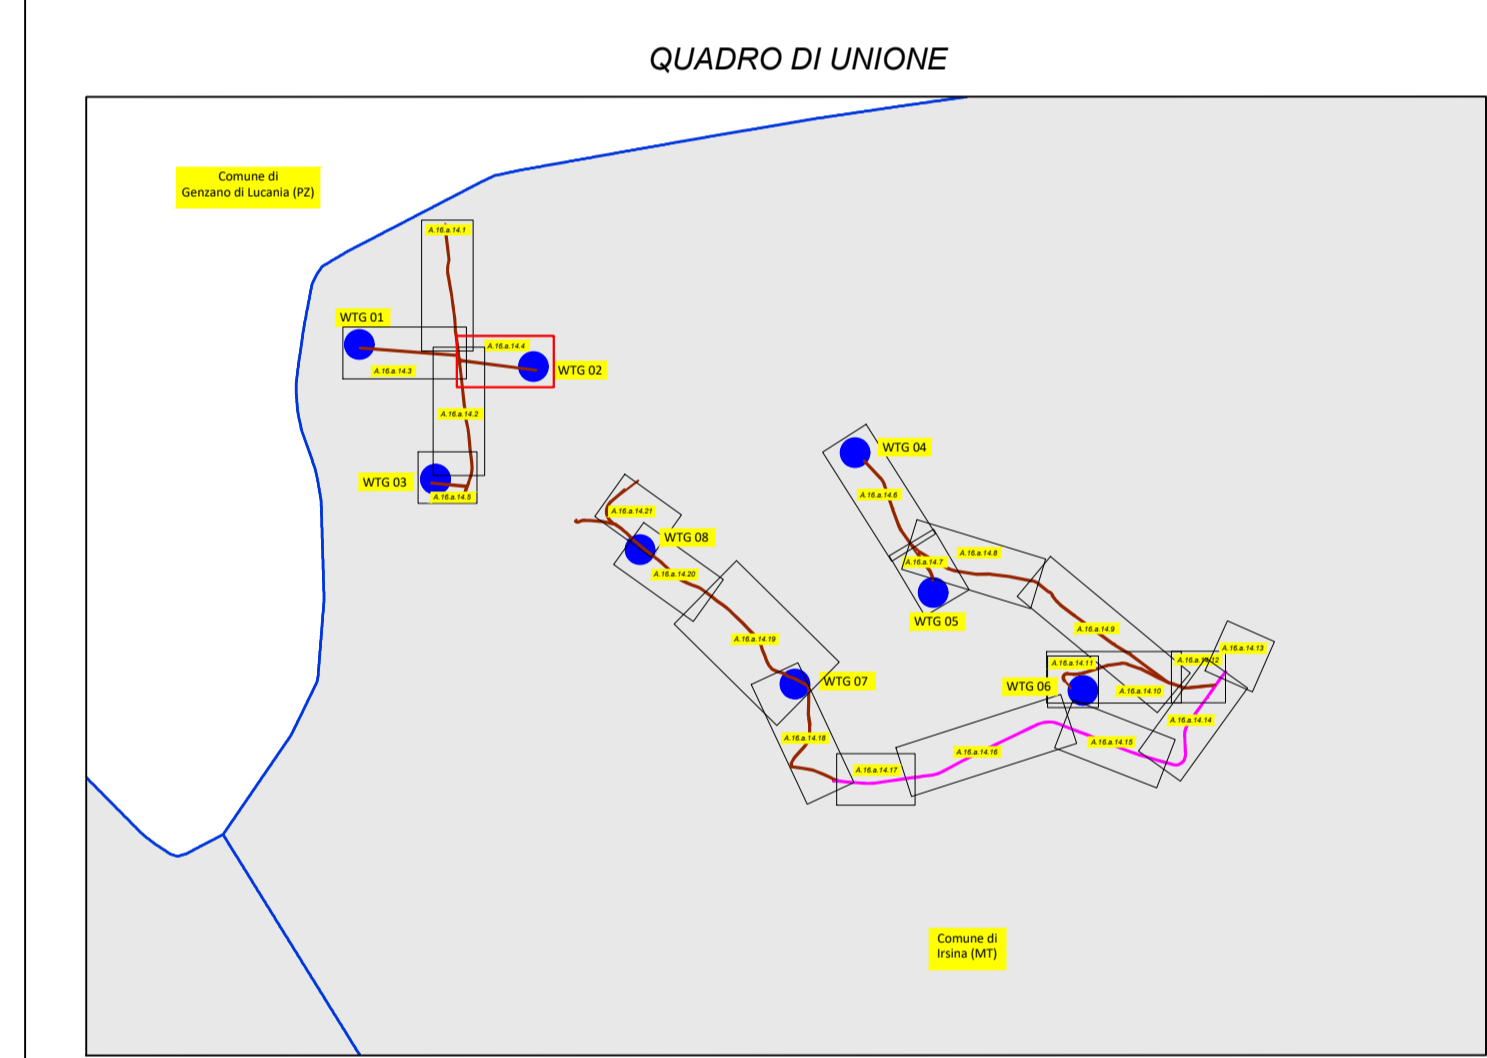 QUADRO DI UNIONE
Comune di
Genzano di Lucania (PZ)
A.16.a.14.1
WTG 01
A.16.a.14.4
A.16.a.14.3
WTG 02
A.16.a.14.2
WTG 03
A.16.a.14.5
WTG 04
A.16.a.14.6
A.16.a.14.21
WTG 08
A.16.a.14.8
A.16.a.14.7
A.16.a.14.20
WTG 05
A.16.a.14.9
A.16.a.14.19
A.16.a.14.13
A.16.a.14.12
A.16.a.14.11
WTG 07
WTG 06
A.16.a.14.10
A.16.a.14.14
A.16.a.14.18
A.16.a.14.15
A.16.a.14.16
A.16.a.14.17
Comune di
Irsina (MT)